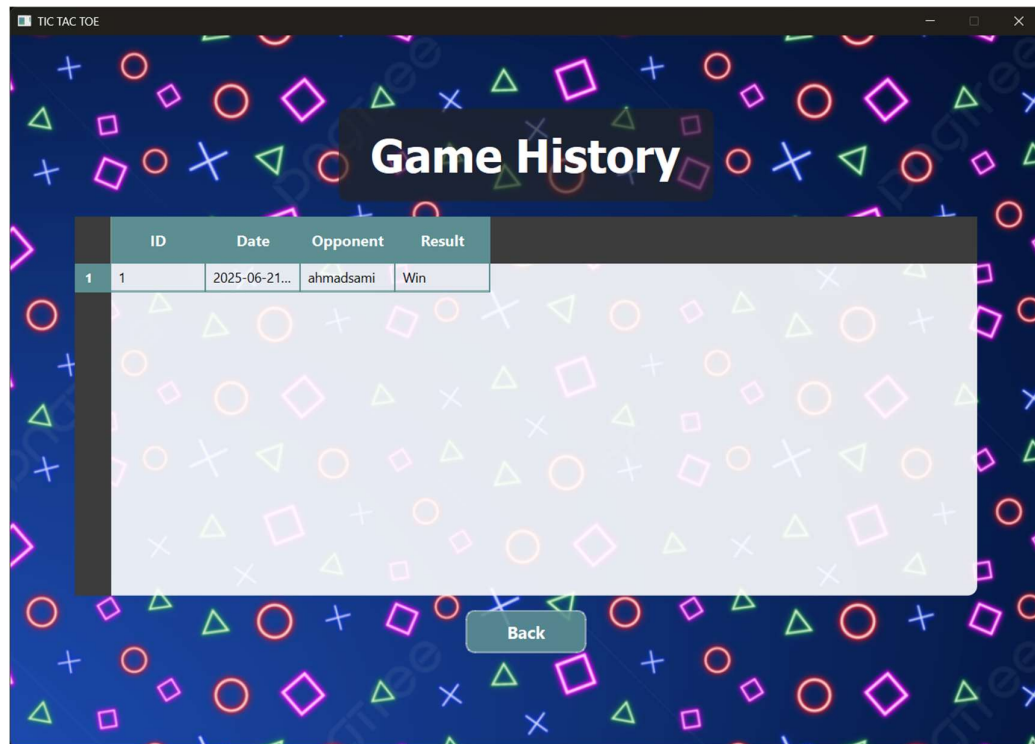 TIC TAC TOE
Game History
ID Date Opponent Result
1 1 2025-06-21... ahmadsami Win
Back